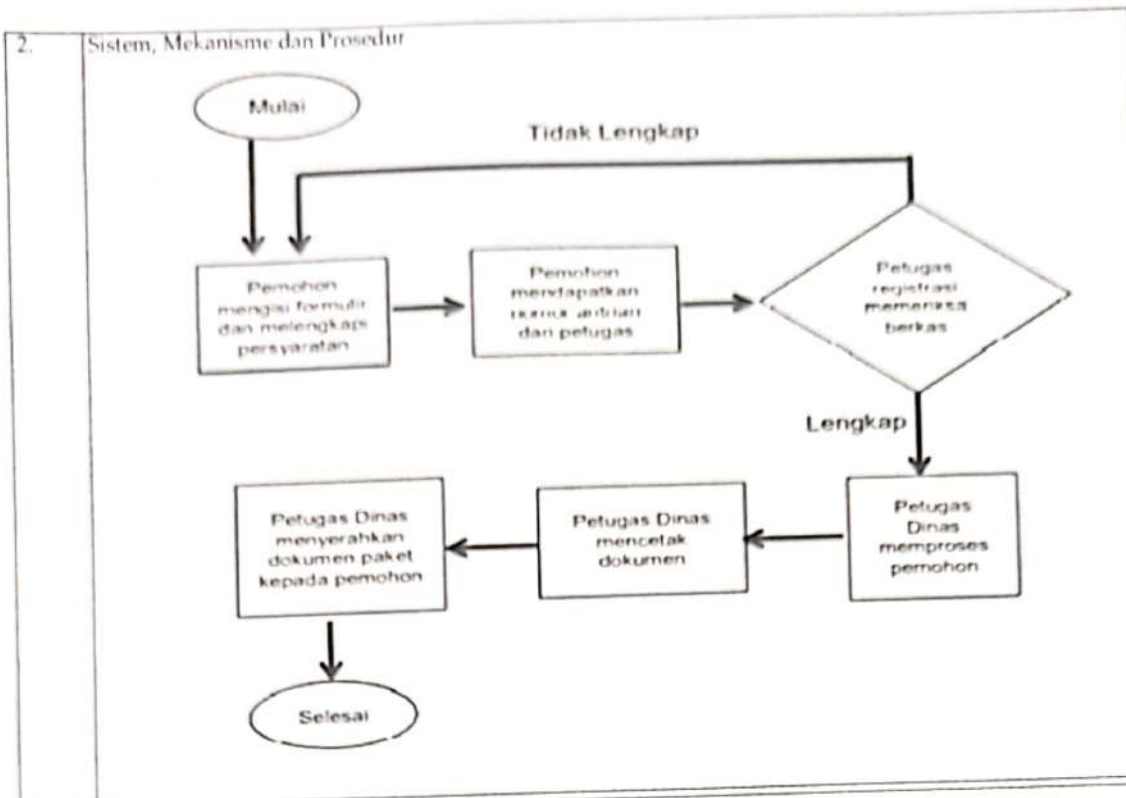 2.
Sistem, Mekanisme dan Prosedur
Mulai
Tidak Lengkap
Pemohon
mengisi formulir
dan melengkapi
persyaratan
Pemohon
mendapatkan
nomor antrian
dan petugas
Petugas
registrasi
memeriksa
berkas
Lengkap
Petugas
Dinas
memproses
pemohon
Petugas Dinas
mencetak
dokumen
Petugas Dinas
menyerahkan
dokumen paket
kepada pemohon
Selesai